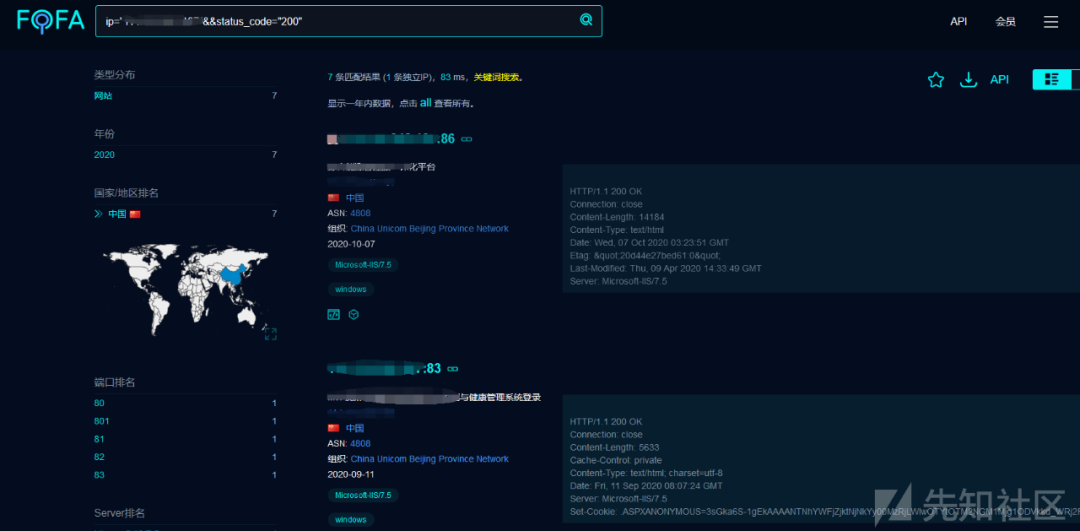 FOFA
ip=" "&&status_code="200"
API
会员
类型分布
网站 7
年份
2020 7
国家/地区排名
中国 7
端口排名
80 1
801 1
81 1
82 1
83 1
Server排名
7 条匹配结果 (1 条独立IP)，83 ms，关键词搜索。
显示一年内数据，点击 all 查看所有。
API
.86
化平台
中国
ASN: 4808
组织: China Unicom Beijing Province Network
2020-10-07
Microsoft-IIS/7.5
windows
HTTP/1.1 200 OK
Connection: close
Content-Length: 14184
Content-Type: text/html
Date: Wed, 07 Oct 2020 03:23:51 GMT
Etag: &quot;20d44e27bed61:0&quot;
Last-Modified: Thu, 09 Apr 2020 14:33:49 GMT
Server: Microsoft-IIS/7.5
.:83
与健康管理系统登录
中国
ASN: 4808
组织: China Unicom Beijing Province Network
2020-09-11
Microsoft-IIS/7.5
windows
HTTP/1.1 200 OK
Connection: close
Content-Length: 5633
Cache-Control: private
Content-Type: text/html; charset=utf-8
Date: Fri, 11 Sep 2020 08:07:24 GMT
Server: Microsoft-IIS/7.5
Set-Cookie: .ASPXANONYMOUS=
先知社区